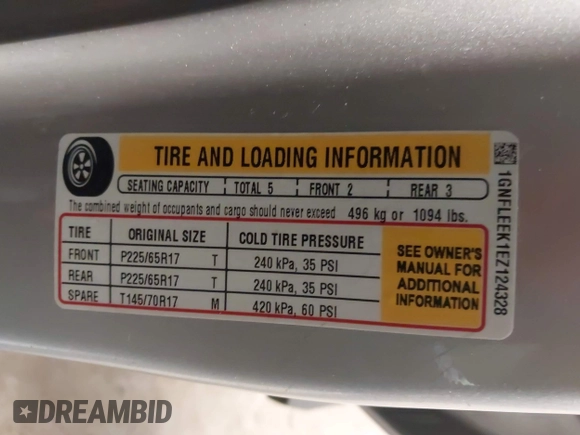 TIRE AND LOADING INFORMATION
SEATING CAPACITY TOTAL 5 FRONT 2 REAR 3
The combined weight of occupants and cargo should never exceed 496 kg or 1094 lbs.
TIRE ORIGINAL SIZE COLD TIRE PRESSURE
FRONT P225/65R17 T 240 kPa, 35 PSI
REAR P225/65R17 T 240 kPa, 35 PSI
SPARE T145/70R17 M 420 kPa, 60 PSI
SEE OWNER'S
MANUAL FOR
ADDITIONAL
INFORMATION
1GNFLEEK1EZ124328
DREAMBID